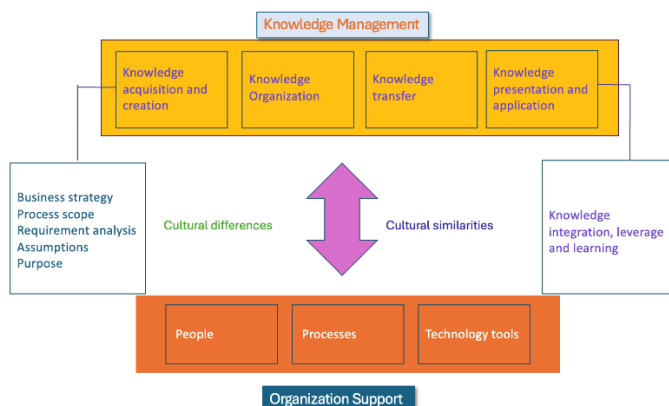 Knowledge Management
Knowledge
acquisition and
creation
Knowledge
Organization
Knowledge
transfer
Knowledge
presentation and
application
Business strategy
Process scope
Requirement analysis
Assumptions
Purpose
Cultural differences
Cultural similarities
Knowledge
integration, leverage
and learning
People
Processes
Technology tools
Organization Support